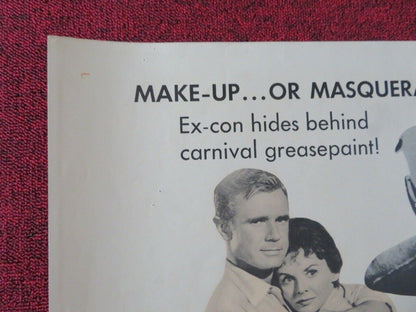 MAKE-UP...OR MASQUERA
Ex-con hides behind
carnival greasepaint!